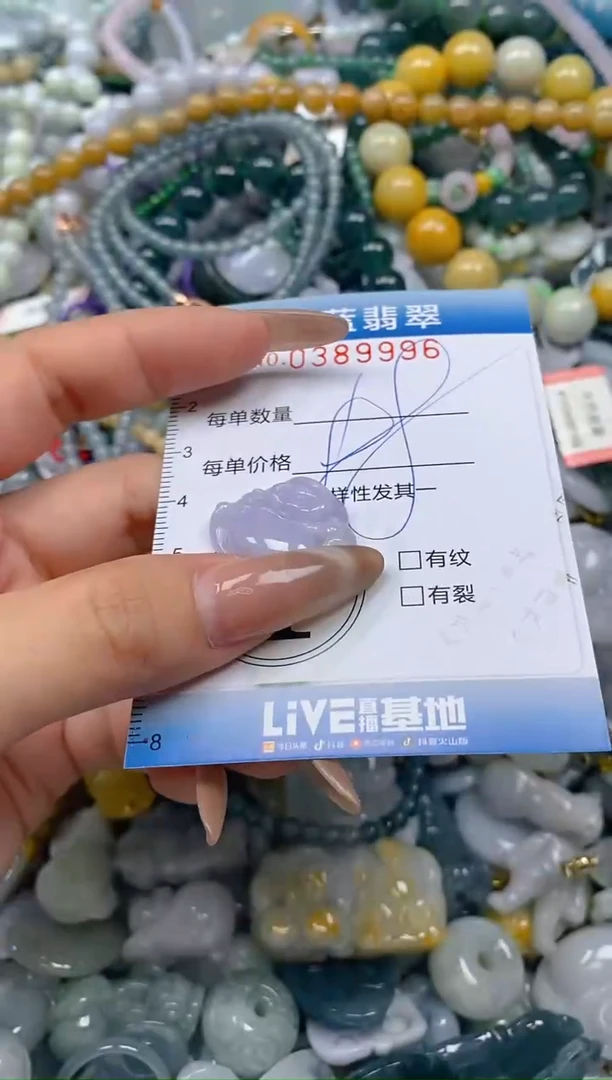 蓝翡翠
No.0389996
2
每单数量
3
每单价格
4
样性发其一
5
□有纹
□有裂
8
LiVE直播基地
今日头条 抖音 抖音火山版